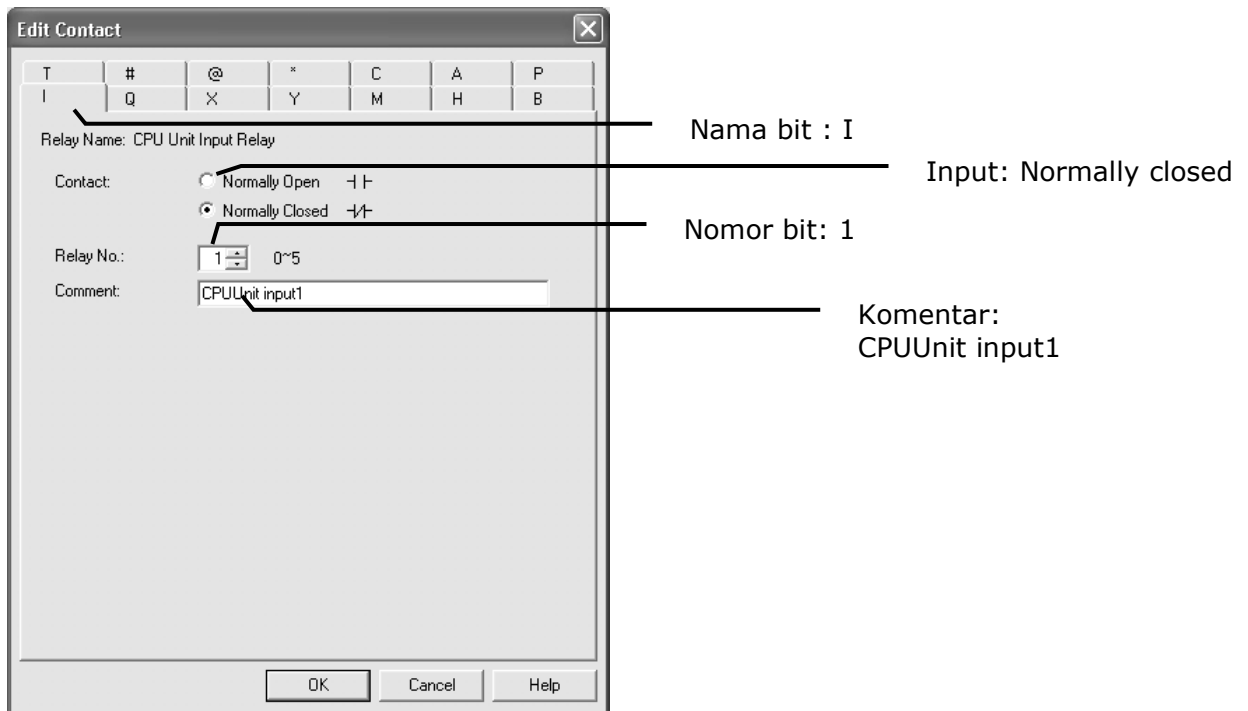 Edit Contact
T # @ * C A P
I Q X Y M H B
Nama bit : I
Relay Name: CPU Unit Input Relay
Input: Normally closed
Contact: Normally Open
Normally Closed
Nomor bit: 1
Relay No.: 1 0~5
Comment: CPUUnit input1
Komentar:
CPUUnit input1
OK Cancel Help